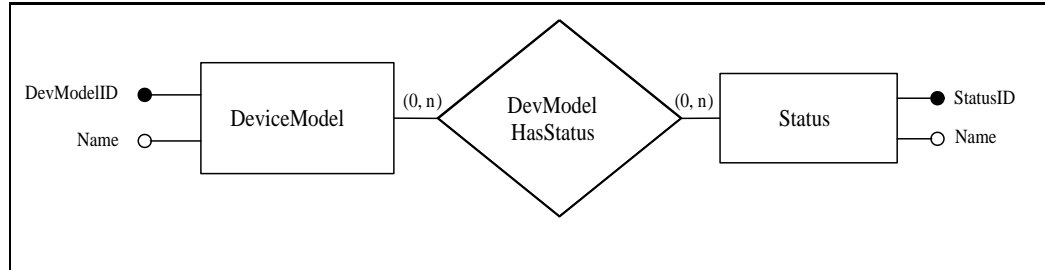 DevModelID
Name
DeviceModel
(0, n)
DevModel
HasStatus
(0, n)
Status
StatusID
Name